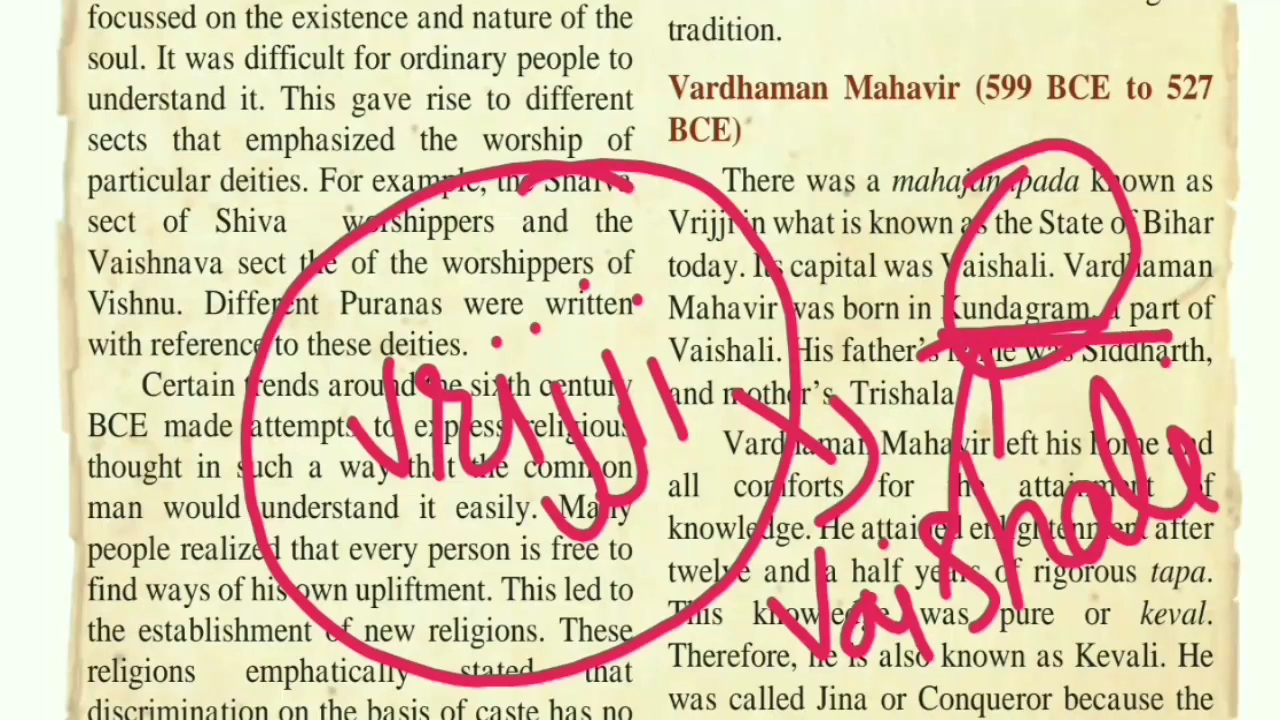 focussed on the existence and nature of the
soul. It was difficult for ordinary people to
understand it. This gave rise to different
sects that emphasized the worship of
particular deities. For example, the Shaiva
sect of Shiva worshippers and the
Vaishnava sect the of the worshippers of
Vishnu. Different Puranas were written
with reference to these deities.
Certain trends around the sixth century
BCE made attempts to express religious
thought in such a way that the common
man would understand it easily. Many
people realized that every person is free to
find ways of his own upliftment. This led to
the establishment of new religions. These
religions emphatically stated that
discrimination on the basis of caste has no
tradition.
Vardhaman Mahavir (599 BCE to 527
BCE)
There was a mahajanapada known as
Vrijji in what is known as the State of Bihar
today. Its capital was Vaishali. Vardhaman
Mahavir was born in Kundagram, a part of
Vaishali. His father's name was Siddharth,
and mother's, Trishala
Vardhaman Mahavir left his home and
all comforts for the attainment of
knowledge. He attained enlightenment after
twelve and a half years of rigorous tapa.
This knowledge was pure or keval.
Therefore, he is also known as Kevali. He
was called Jina or Conqueror because the
vrijji
Vaishali